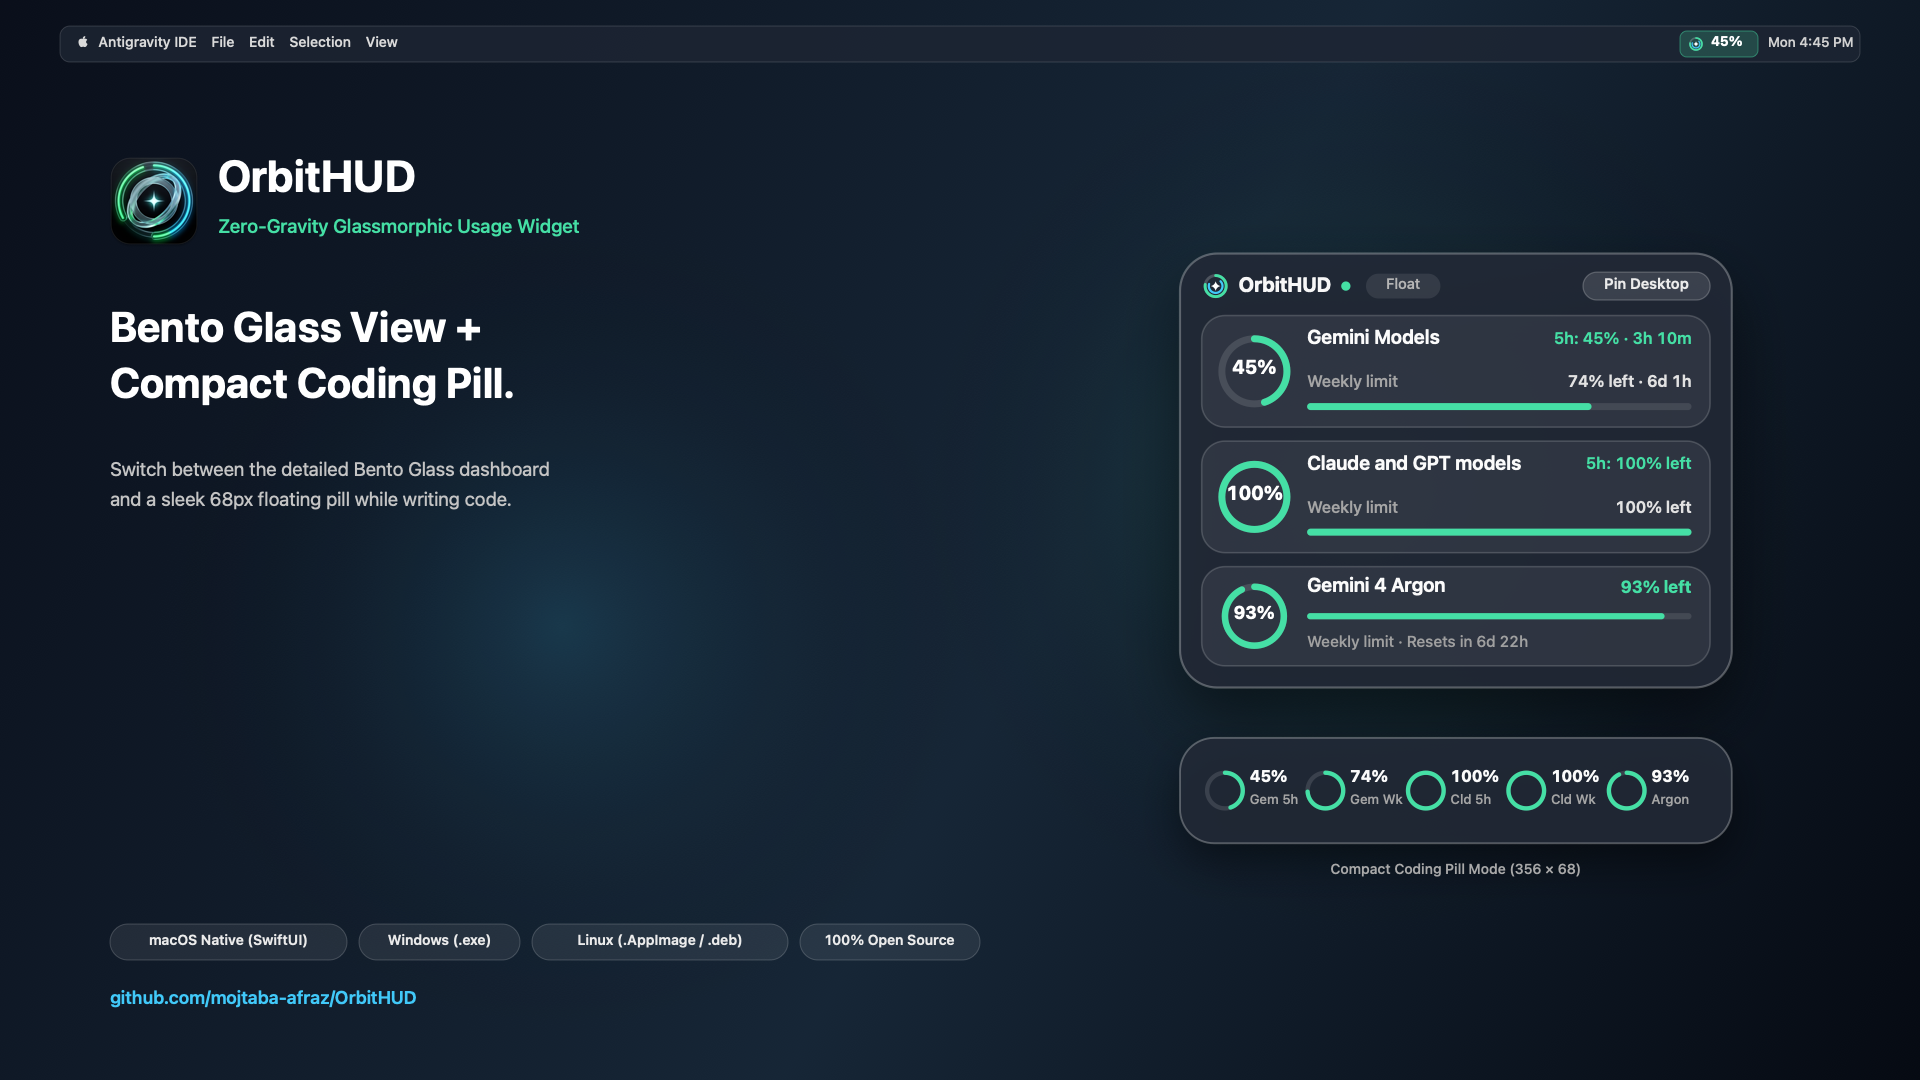 Antigravity IDE File Edit Selection View
45% Mon 4:45 PM
OrbitHUD
Zero-Gravity Glassmorphic Usage Widget
Bento Glass View +
Compact Coding Pill.
Switch between the detailed Bento Glass dashboard
and a sleek 68px floating pill while writing code.
OrbitHUD Float Pin Desktop
45%
Gemini Models 5h: 45% · 3h 10m
Weekly limit 74% left · 6d 1h
100%
Claude and GPT models 5h: 100% left
Weekly limit 100% left
93%
Gemini 4 Argon 93% left
Weekly limit · Resets in 6d 22h
45% 74% 100% 100% 93%
Gem 5h Gem Wk Cld 5h Cld Wk Argon
Compact Coding Pill Mode (356 × 68)
macOS Native (SwiftUI) Windows (.exe) Linux (.AppImage / .deb) 100% Open Source
github.com/mojtaba-afraz/OrbitHUD